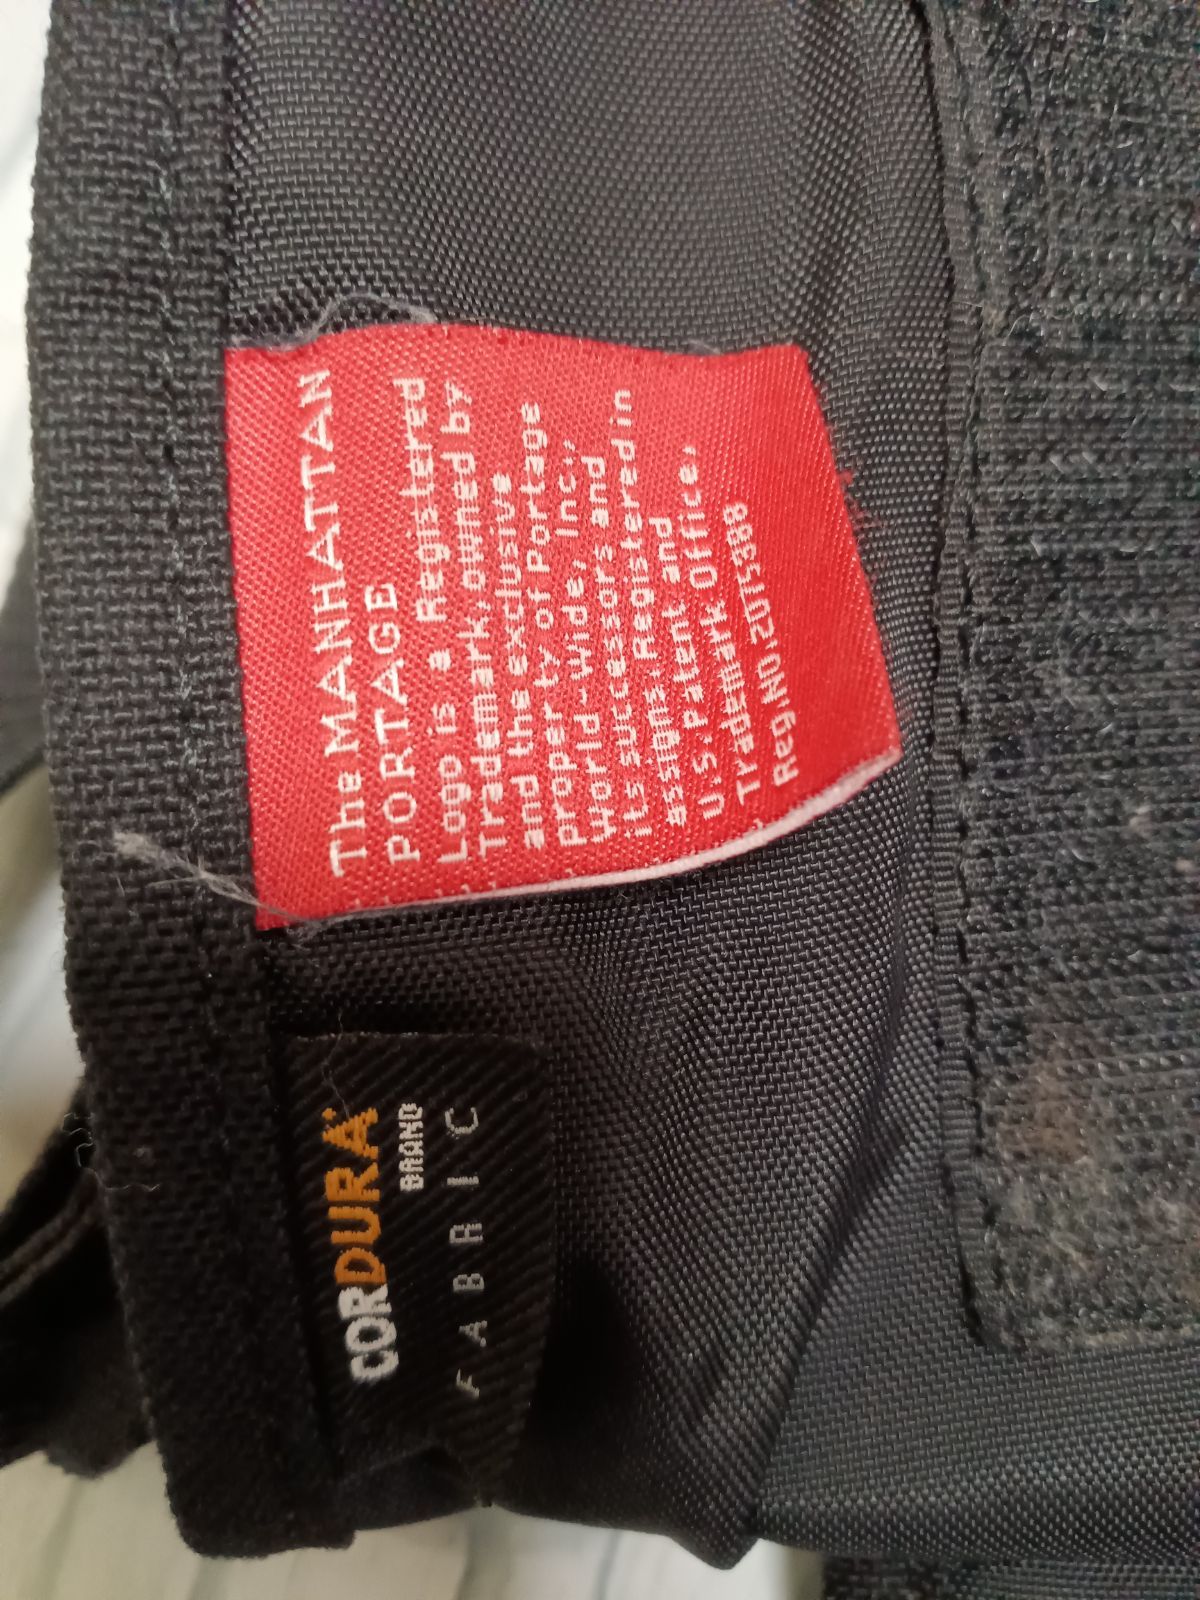 The MANHATTAN
PORTAGE
Logo is a Registered
Trademark, owned by
and the exclusive
property of Portage
World-Wide, Inc.,
its successors and
assigns. Registered in
U.S. Patent and
Trademark Office.
Reg.NO.2075398
CORDURA
BRAND
FABRIC